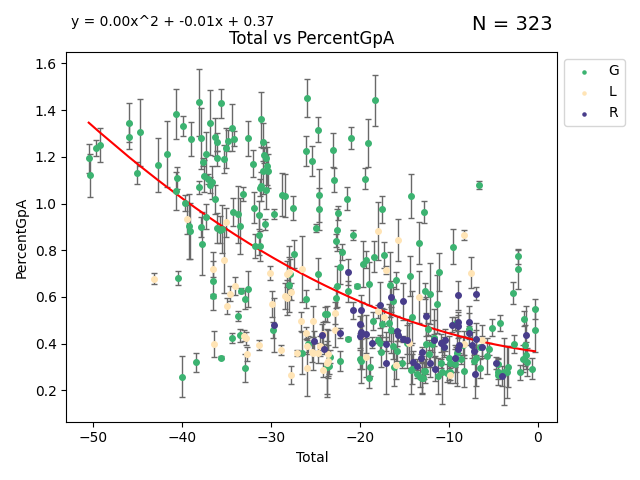 y = 0.00x^2 + -0.01x + 0.37
N = 323
Total vs PercentGpA
G
L
R
PercentGpA
1.6
1.4
1.2
1.0
0.8
0.6
0.4
0.2
−50
−40
−30
−20
−10
0
Total